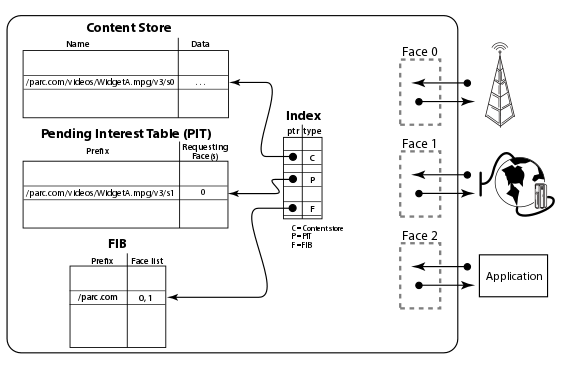 Content Store
Name Data
/parc.com/videos/WidgetA.mpg/v3/s0 ...
Pending Interest Table (PIT)
Prefix Requesting Face(s)
/parc.com/videos/WidgetA.mpg/v3/s1 0
FIB
Prefix Face list
/parc.com 0, 1
Index
ptr type
C
P
F
C = Content store
P = PIT
F = FIB
Face 0
Face 1
Face 2
Application